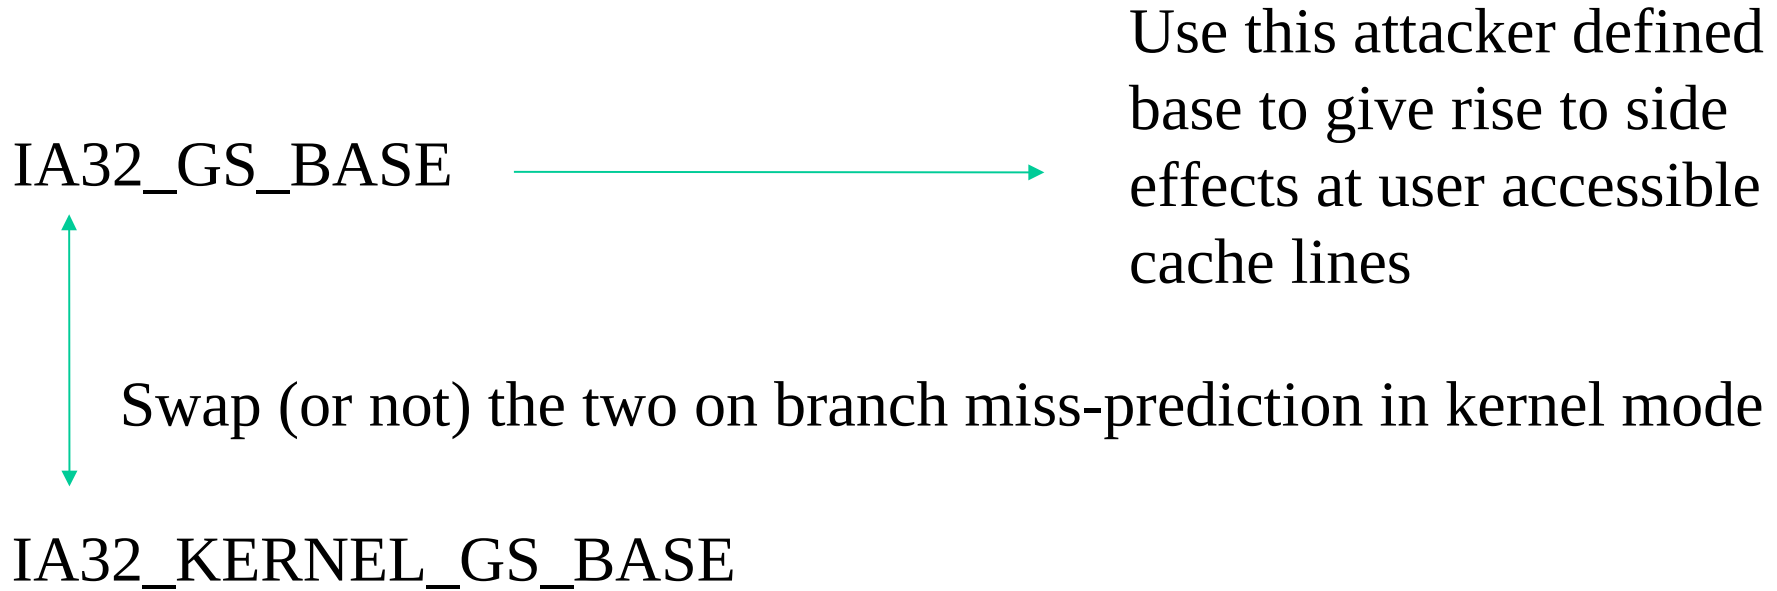 Use this attacker defined
base to give rise to side
effects at user accessible
cache lines
IA32_GS_BASE
Swap (or not) the two on branch miss-prediction in kernel mode
IA32_KERNEL_GS_BASE